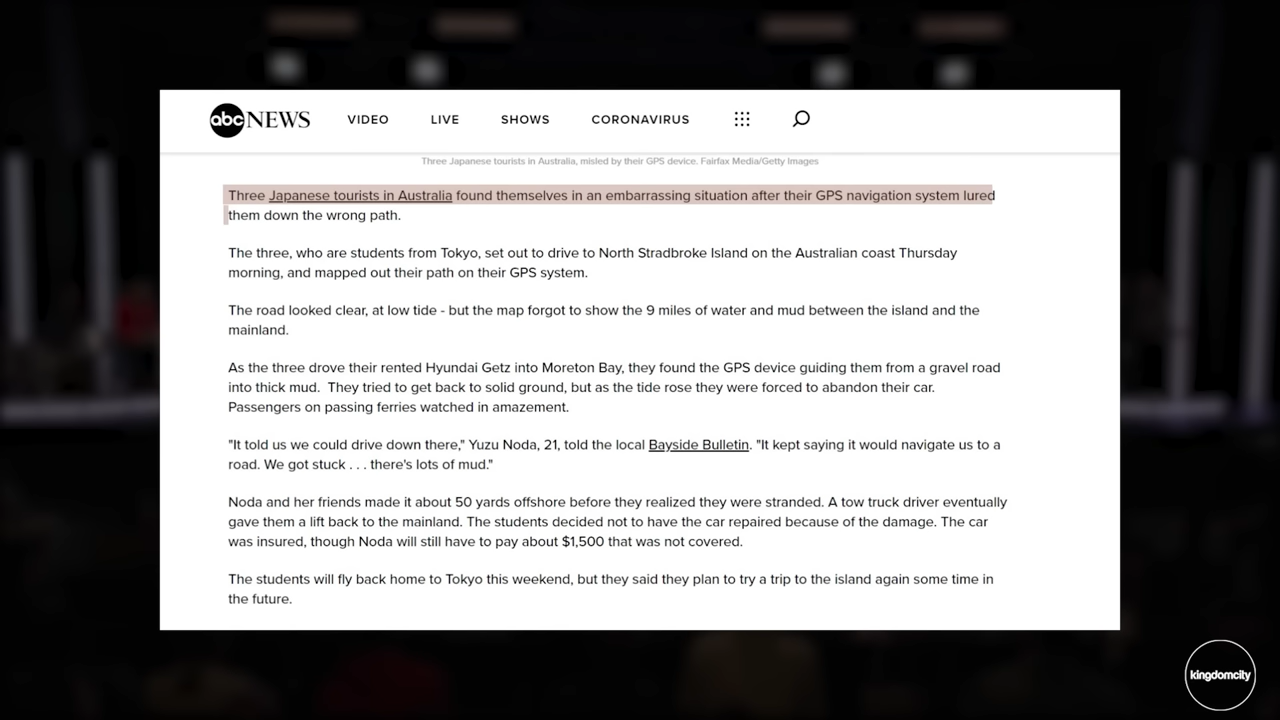 abc NEWS VIDEO LIVE SHOWS CORONAVIRUS
Three Japanese tourists in Australia, misled by their GPS device. Fairfax Media/Getty Images
Three Japanese tourists in Australia found themselves in an embarrassing situation after their GPS navigation system lured
them down the wrong path.
The three, who are students from Tokyo, set out to drive to North Stradbroke Island on the Australian coast Thursday
morning, and mapped out their path on their GPS system.
The road looked clear, at low tide - but the map forgot to show the 9 miles of water and mud between the island and the
mainland.
As the three drove their rented Hyundai Getz into Moreton Bay, they found the GPS device guiding them from a gravel road
into thick mud.  They tried to get back to solid ground, but as the tide rose they were forced to abandon their car.
Passengers on passing ferries watched in amazement.
"It told us we could drive down there," Yuzu Noda, 21, told the local Bayside Bulletin. "It kept saying it would navigate us to a
road. We got stuck . . . there's lots of mud."
Noda and her friends made it about 50 yards offshore before they realized they were stranded. A tow truck driver eventually
gave them a lift back to the mainland. The students decided not to have the car repaired because of the damage. The car
was insured, though Noda will still have to pay about $1,500 that was not covered.
The students will fly back home to Tokyo this weekend, but they said they plan to try a trip to the island again some time in
the future.
kingdomcity